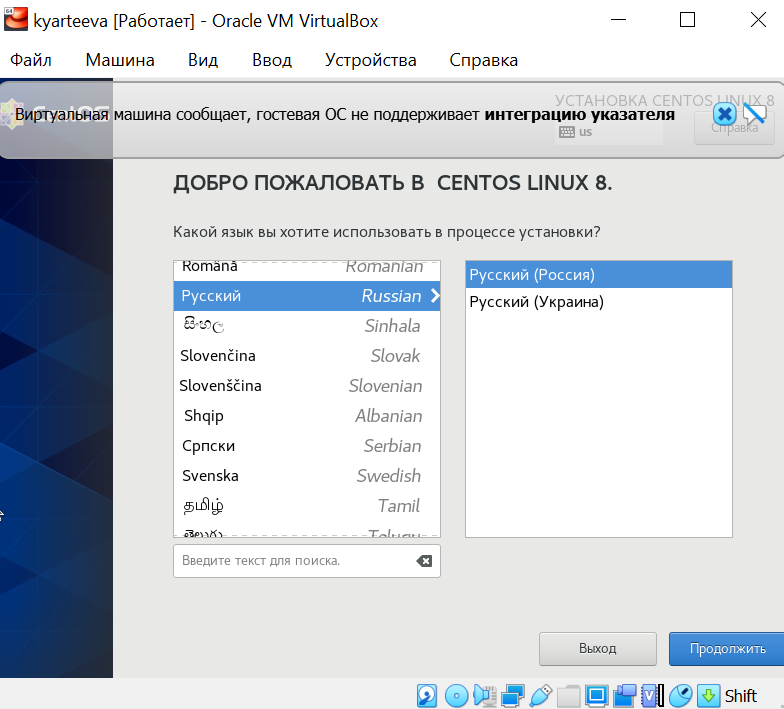 kyarteeva [Работает] - Oracle VM VirtualBox
Файл Машина Вид Ввод Устройства Справка
УСТАНОВКА CENTOS LINUX 8
Виртуальная машина сообщает, гостевая ОС не поддерживает интеграцию указателя
us
Справка
ДОБРО ПОЖАЛОВАТЬ В CENTOS LINUX 8.
Какой язык вы хотите использовать в процессе установки?
Română Romanian
Русский Russian
සිංහල Sinhala
Slovenčina Slovak
Slovenščina Slovenian
Shqip Albanian
Српски Serbian
Svenska Swedish
தமிழ் Tamil
తెలుగు Telugu
Русский (Россия)
Русский (Украина)
Введите текст для поиска.
Выход
Продолжить
Shift